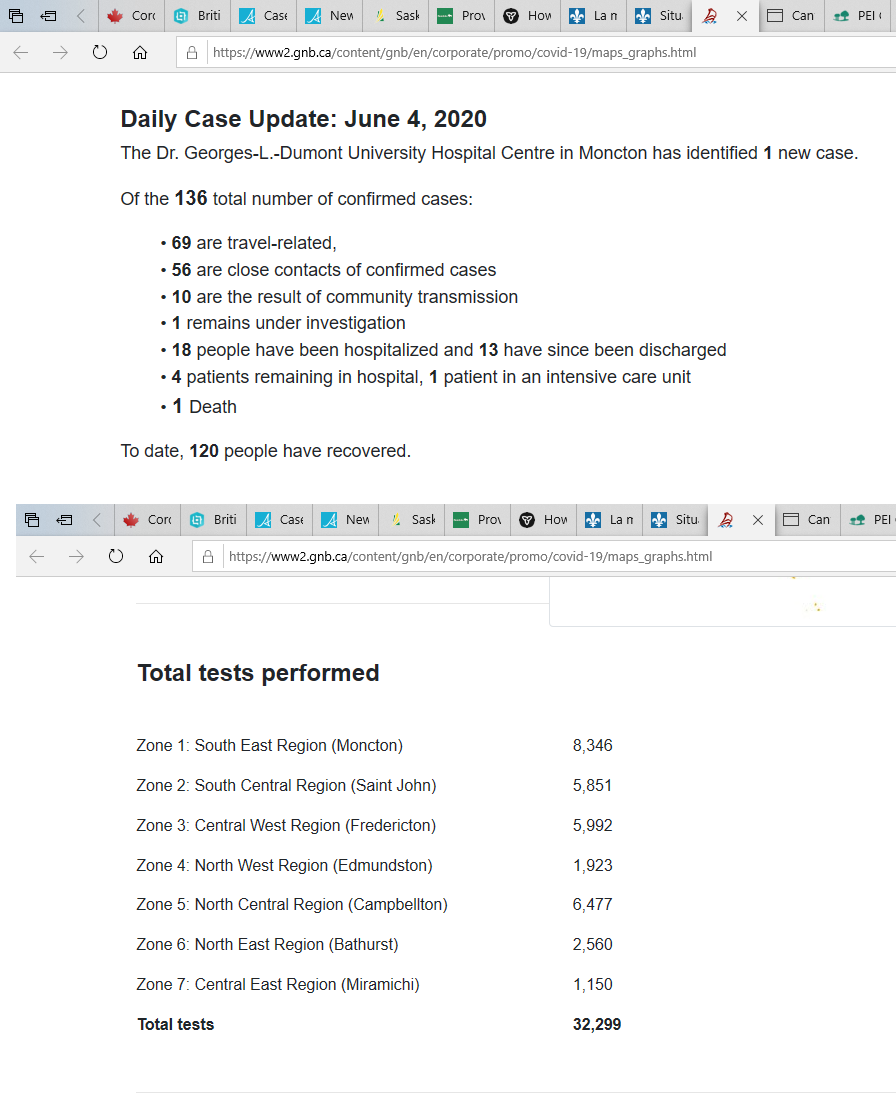 Corc Briti Case New Sask Prov How La m Situ Can PEI
https://www2.gnb.ca/content/gnb/en/corporate/promo/covid-19/maps_graphs.html
Daily Case Update: June 4, 2020
The Dr. Georges-L.-Dumont University Hospital Centre in Moncton has identified 1 new case.
Of the 136 total number of confirmed cases:
• 69 are travel-related,
• 56 are close contacts of confirmed cases
• 10 are the result of community transmission
• 1 remains under investigation
• 18 people have been hospitalized and 13 have since been discharged
• 4 patients remaining in hospital, 1 patient in an intensive care unit
• 1 Death
To date, 120 people have recovered.
Corc Briti Case New Sask Prov How La m Situ Can PEI
https://www2.gnb.ca/content/gnb/en/corporate/promo/covid-19/maps_graphs.html
Total tests performed
Zone 1: South East Region (Moncton) 8,346
Zone 2: South Central Region (Saint John) 5,851
Zone 3: Central West Region (Fredericton) 5,992
Zone 4: North West Region (Edmundston) 1,923
Zone 5: North Central Region (Campbellton) 6,477
Zone 6: North East Region (Bathurst) 2,560
Zone 7: Central East Region (Miramichi) 1,150
Total tests 32,299